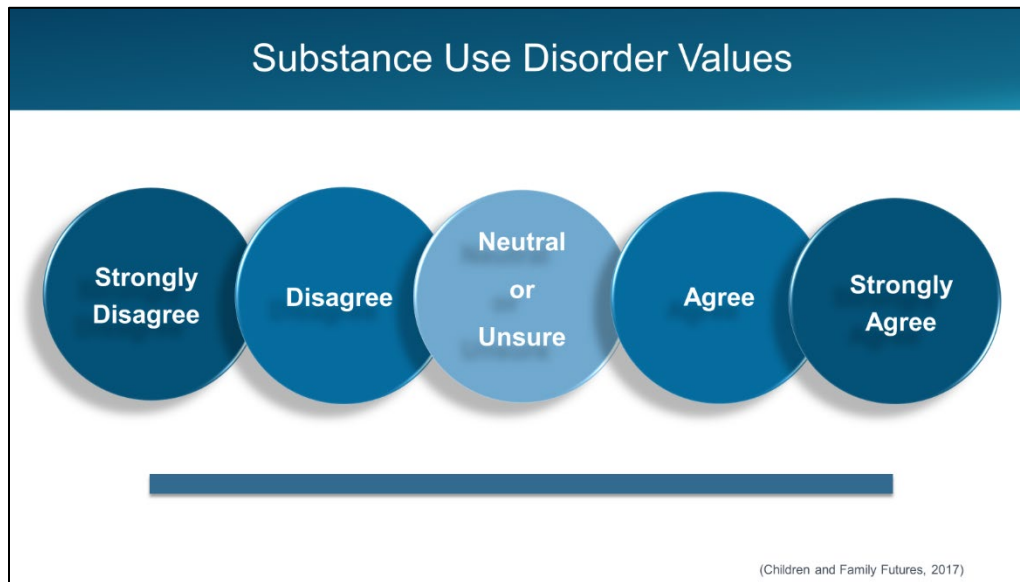 Substance Use Disorder Values
Strongly
Disagree
Disagree
Neutral
or
Unsure
Agree
Strongly
Agree
(Children and Family Futures, 2017)